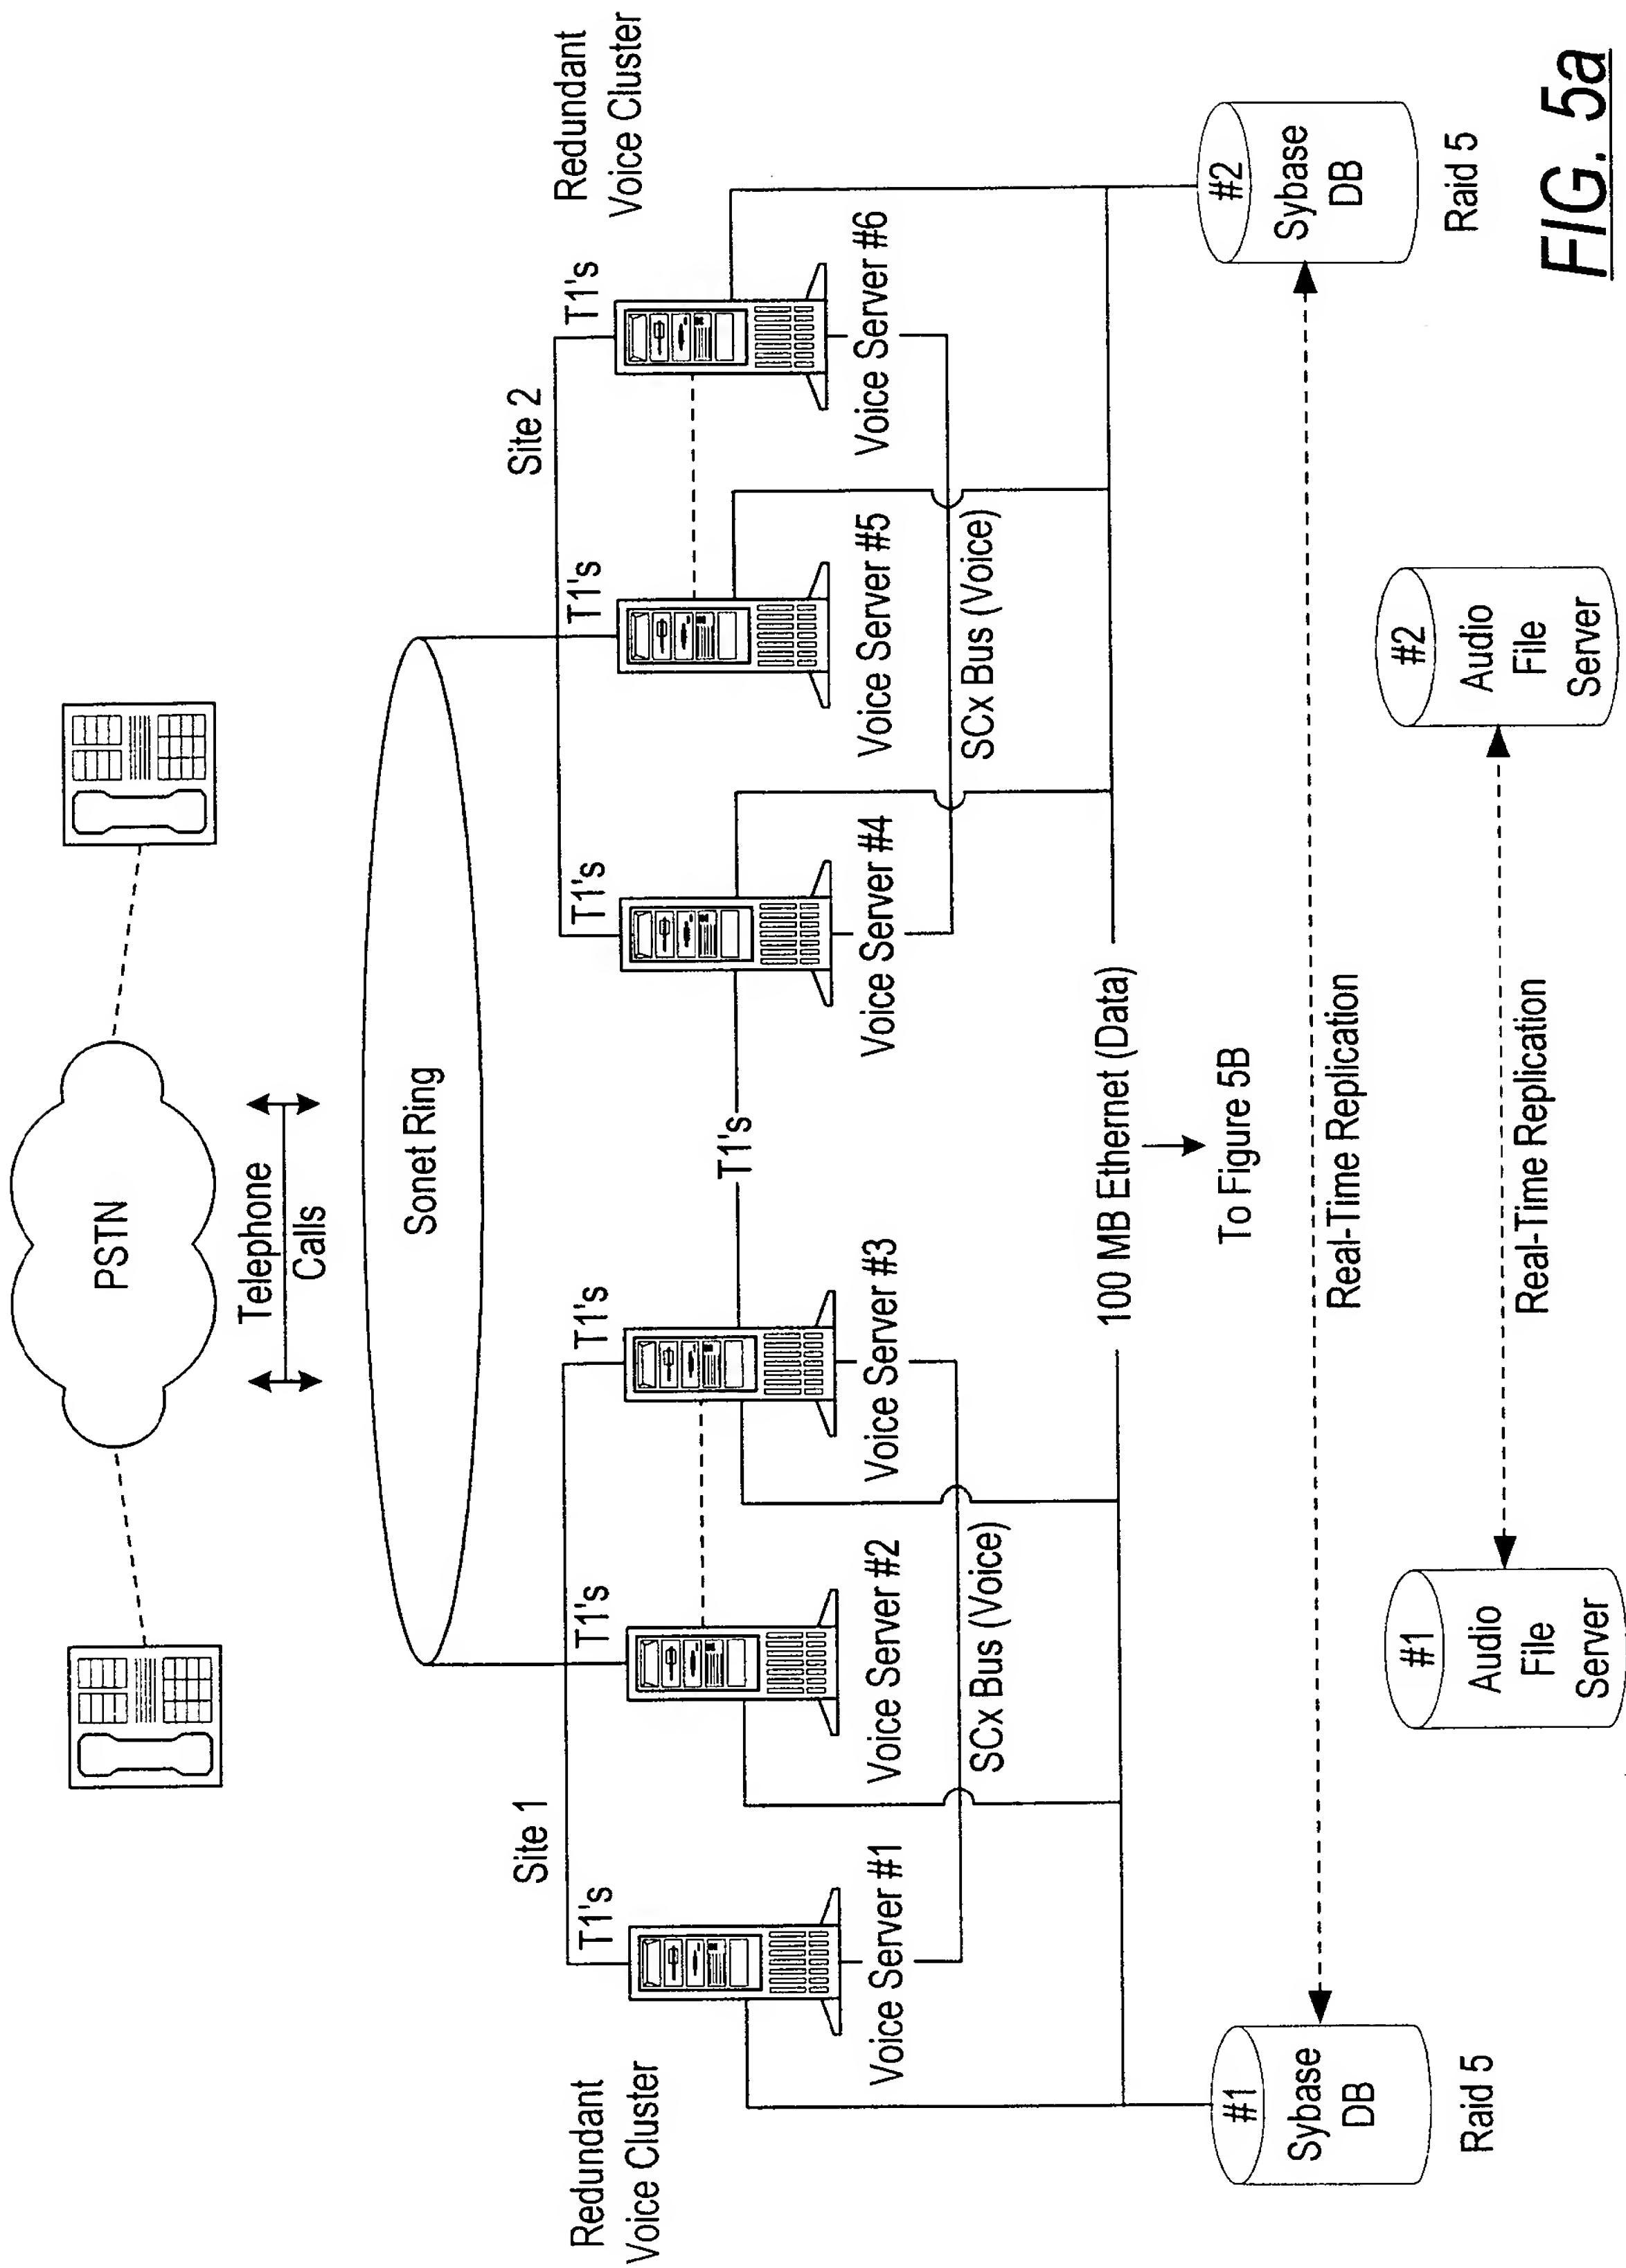 PSTN
Telephone
Calls
Sonet Ring
Redundant
Voice Cluster
Site 1
T1's
T1's
T1's
Voice Server #1
Voice Server #2
Voice Server #3
SCx Bus (Voice)
T1's
Site 2
T1's
T1's
T1's
Redundant
Voice Cluster
Voice Server #4
Voice Server #5
Voice Server #6
SCx Bus (Voice)
100 MB Ethernet (Data)
To Figure 5B
#1
Sybase
DB
Raid 5
Real-Time Replication
#2
Sybase
DB
Raid 5
#1
Audio
File
Server
Real-Time Replication
#2
Audio
File
Server
FIG. 5a